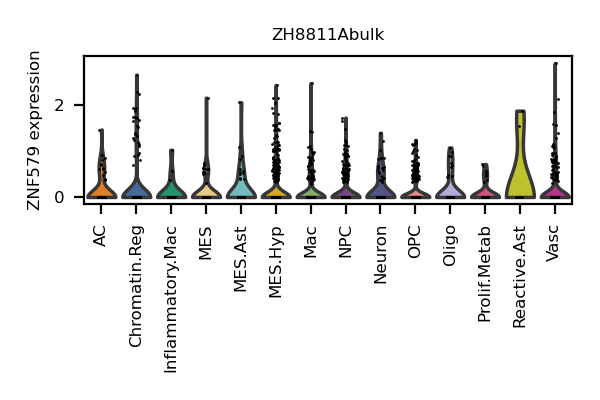 ZH8811Abulk
ZNF579 expression
2
0
AC
Chromatin.Reg
Inflammatory.Mac
MES
MES.Ast
MES.Hyp
Mac
NPC
Neuron
OPC
Oligo
Prolif.Metab
Reactive.Ast
Vasc